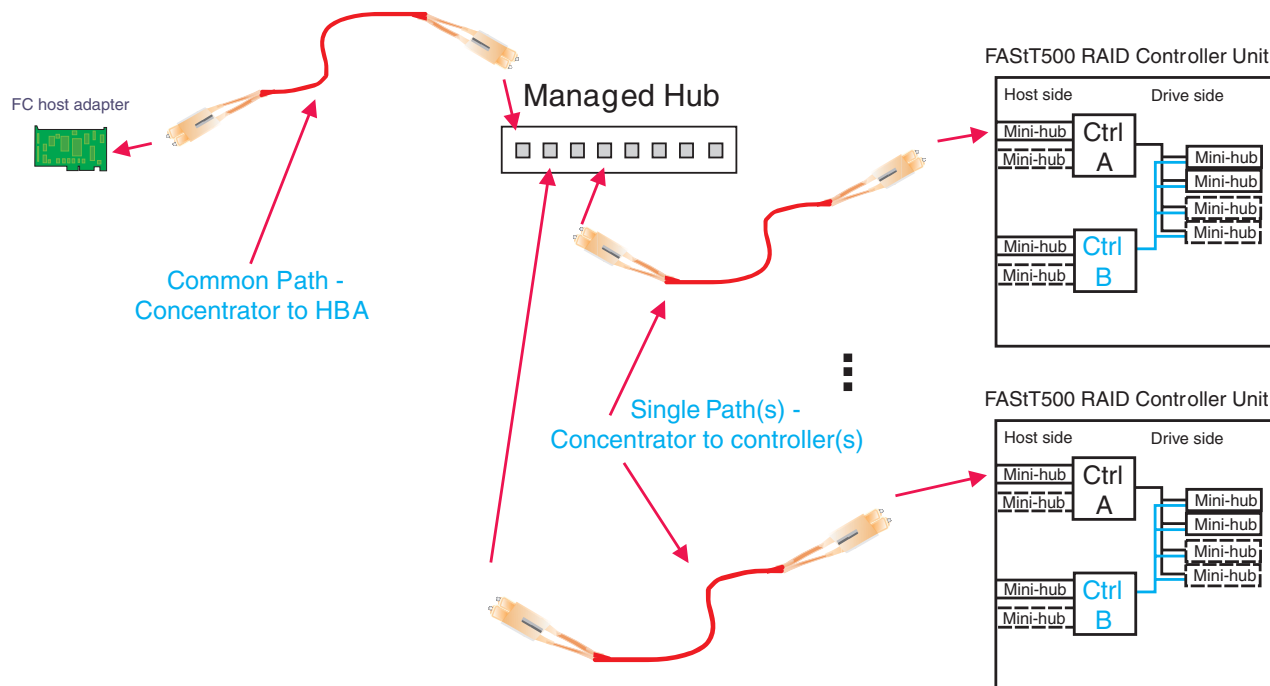 FC host adapter
Managed Hub
Common Path -
Concentrator to HBA
Single Path(s) -
Concentrator to controller(s)
FAStT500 RAID Controller Unit
Host side
Drive side
Mini-hub
Mini-hub
Ctrl
A
Mini-hub
Mini-hub
Mini-hub
Mini-hub
Mini-hub
Mini-hub
Ctrl
B
FAStT500 RAID Controller Unit
Host side
Drive side
Mini-hub
Mini-hub
Ctrl
A
Mini-hub
Mini-hub
Mini-hub
Mini-hub
Mini-hub
Mini-hub
Ctrl
B